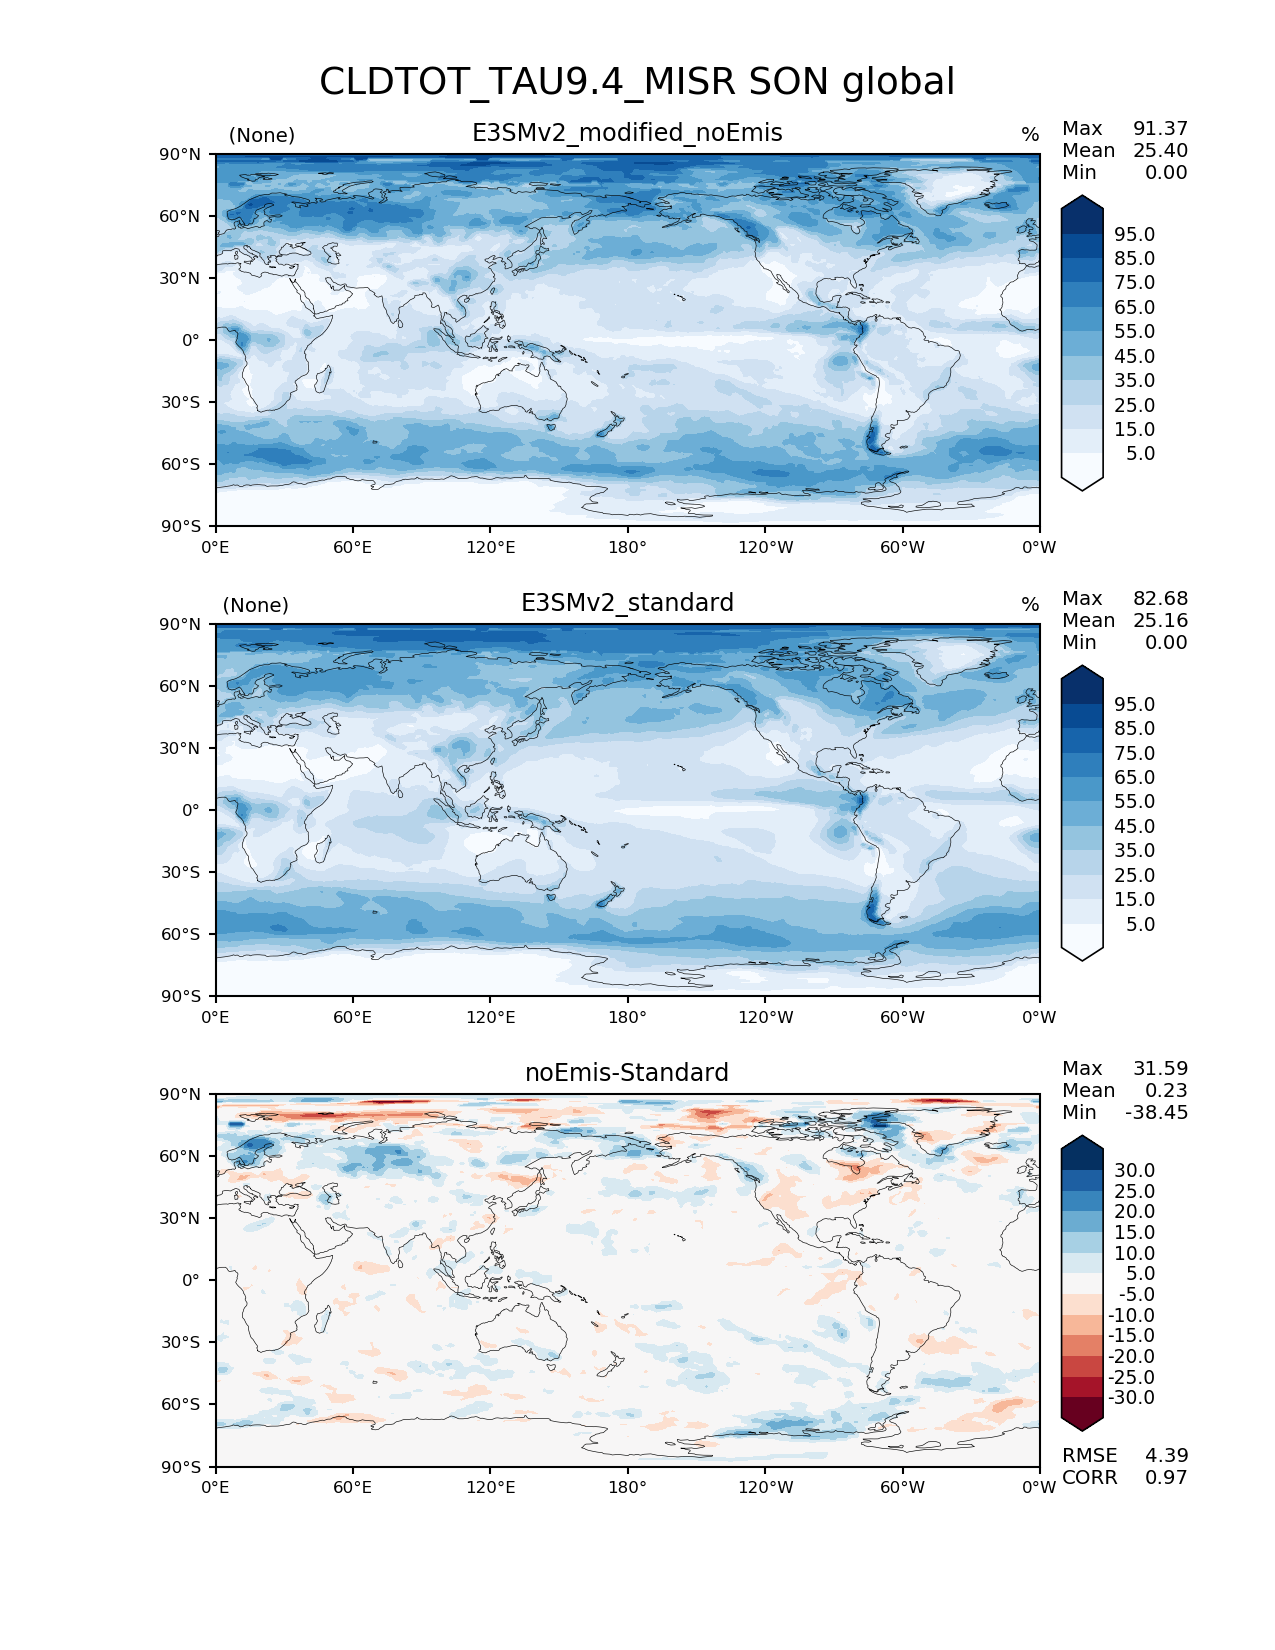 CLDTOT_TAU9.4_MISR SON global
(None) E3SMv2_modified_noEmis %
Max 91.37
Mean 25.40
Min 0.00
90°N
60°N
30°N
0°
30°S
60°S
90°S
0°E 60°E 120°E 180° 120°W 60°W 0°W
95.0
85.0
75.0
65.0
55.0
45.0
35.0
25.0
15.0
5.0
(None) E3SMv2_standard %
Max 82.68
Mean 25.16
Min 0.00
90°N
60°N
30°N
0°
30°S
60°S
90°S
0°E 60°E 120°E 180° 120°W 60°W 0°W
95.0
85.0
75.0
65.0
55.0
45.0
35.0
25.0
15.0
5.0
noEmis-Standard
Max 31.59
Mean 0.23
Min -38.45
90°N
60°N
30°N
0°
30°S
60°S
90°S
0°E 60°E 120°E 180° 120°W 60°W 0°W
30.0
25.0
20.0
15.0
10.0
5.0
-5.0
-10.0
-15.0
-20.0
-25.0
-30.0
RMSE 4.39
CORR 0.97